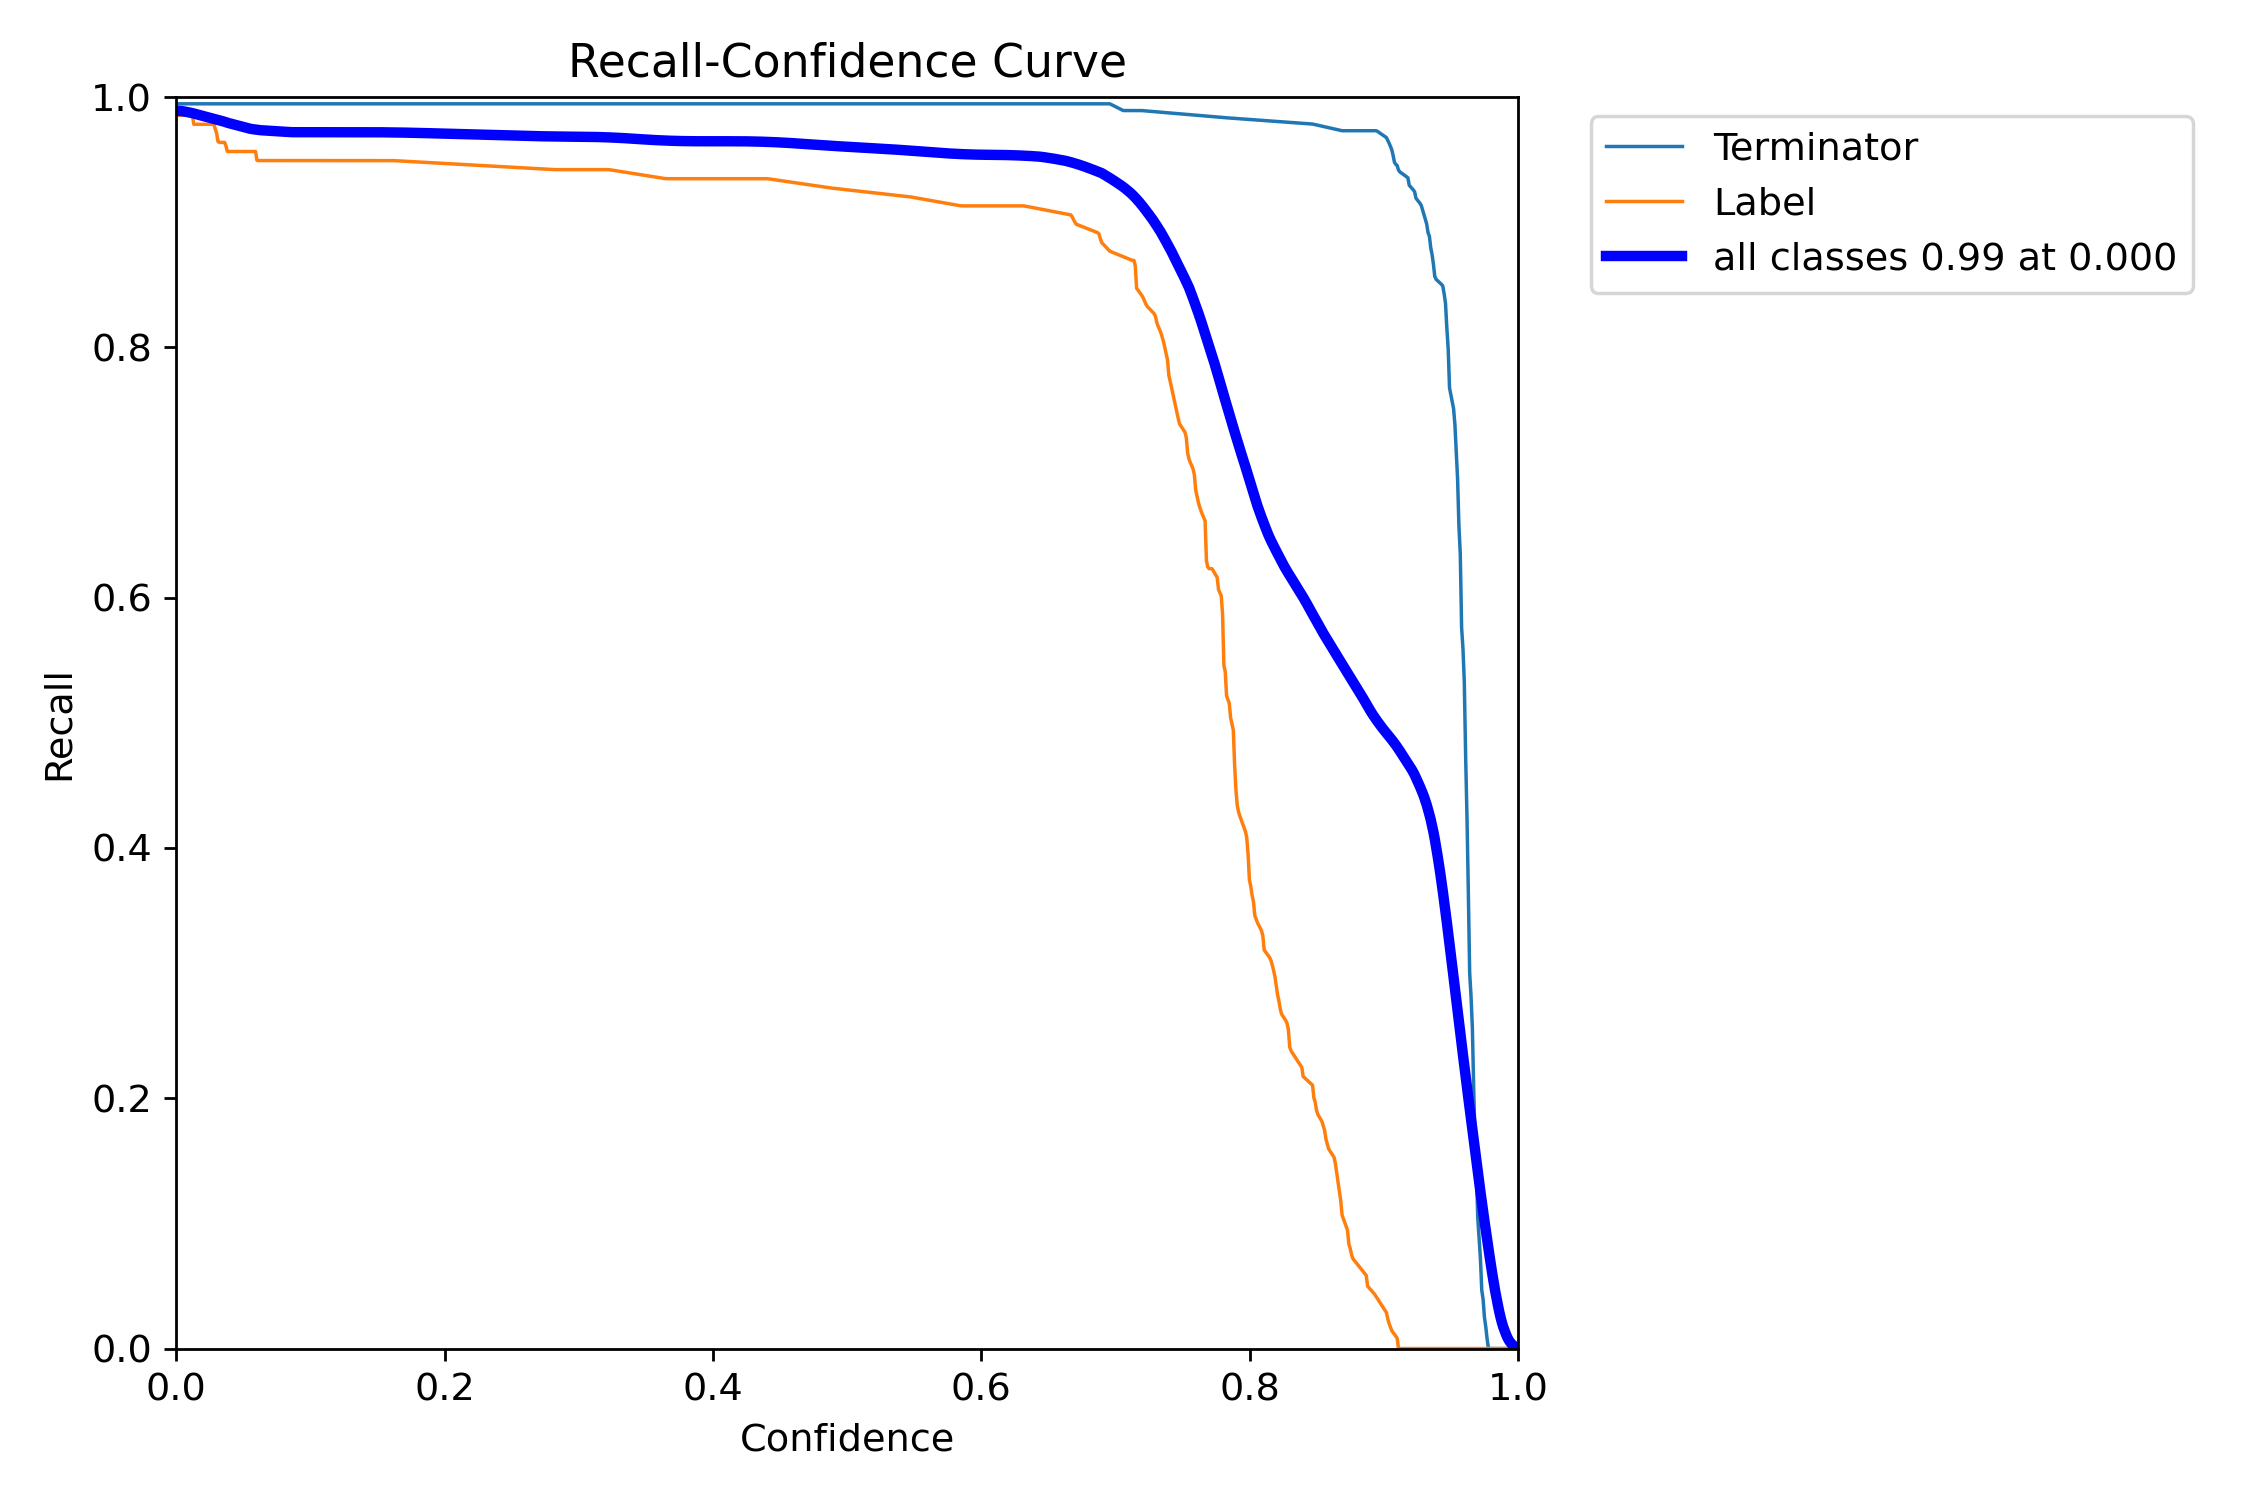 Recall-Confidence Curve
1.0
0.8
0.6
0.4
0.2
0.0
Recall
0.0 0.2 0.4 0.6 0.8 1.0
Confidence
Terminator
Label
all classes 0.99 at 0.000